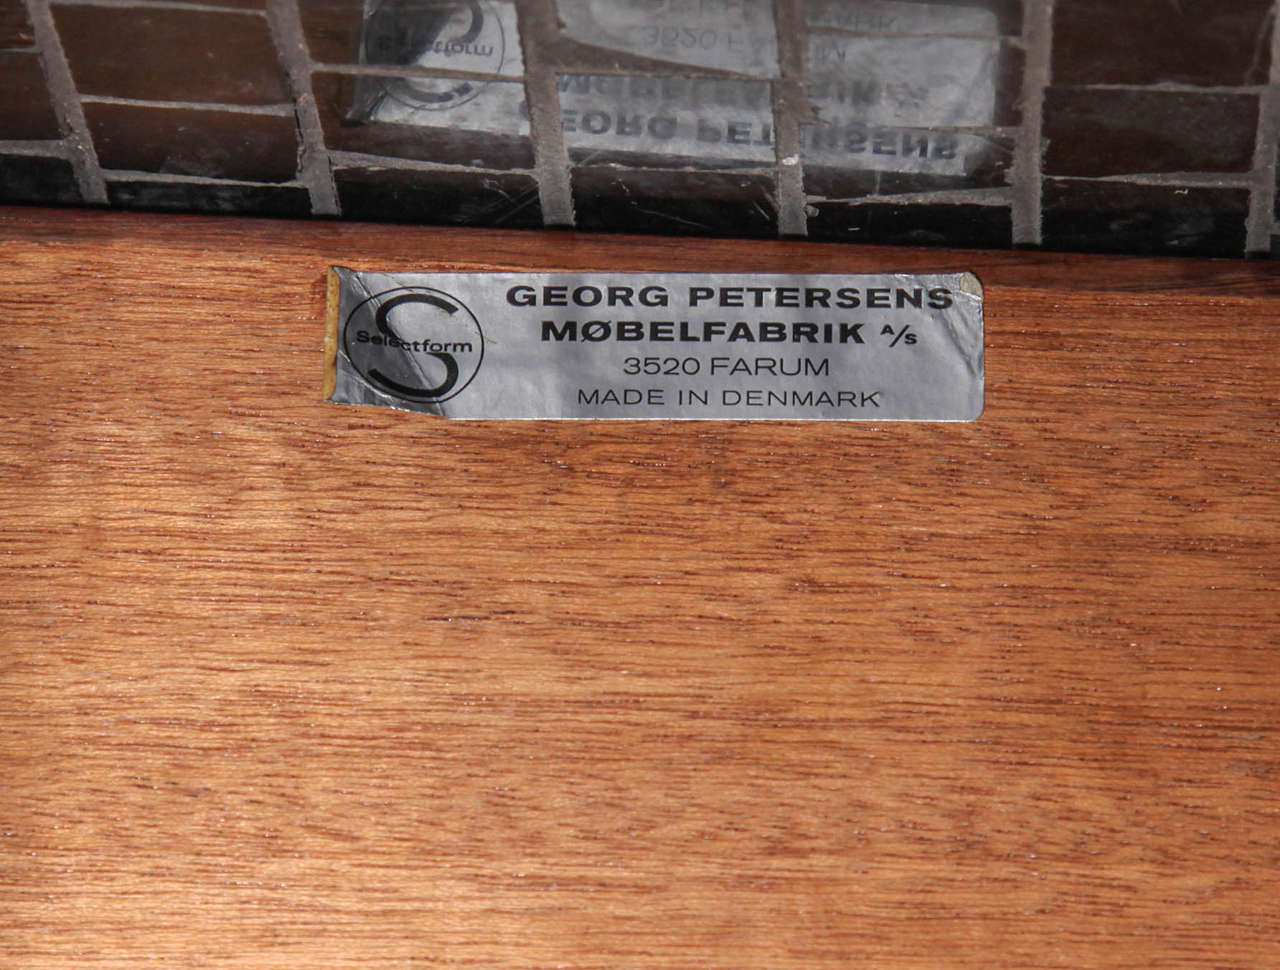 Selectform
GEORG PETERSENS
MØBELFABRIK A/S
3520 FARUM
MADE IN DENMARK